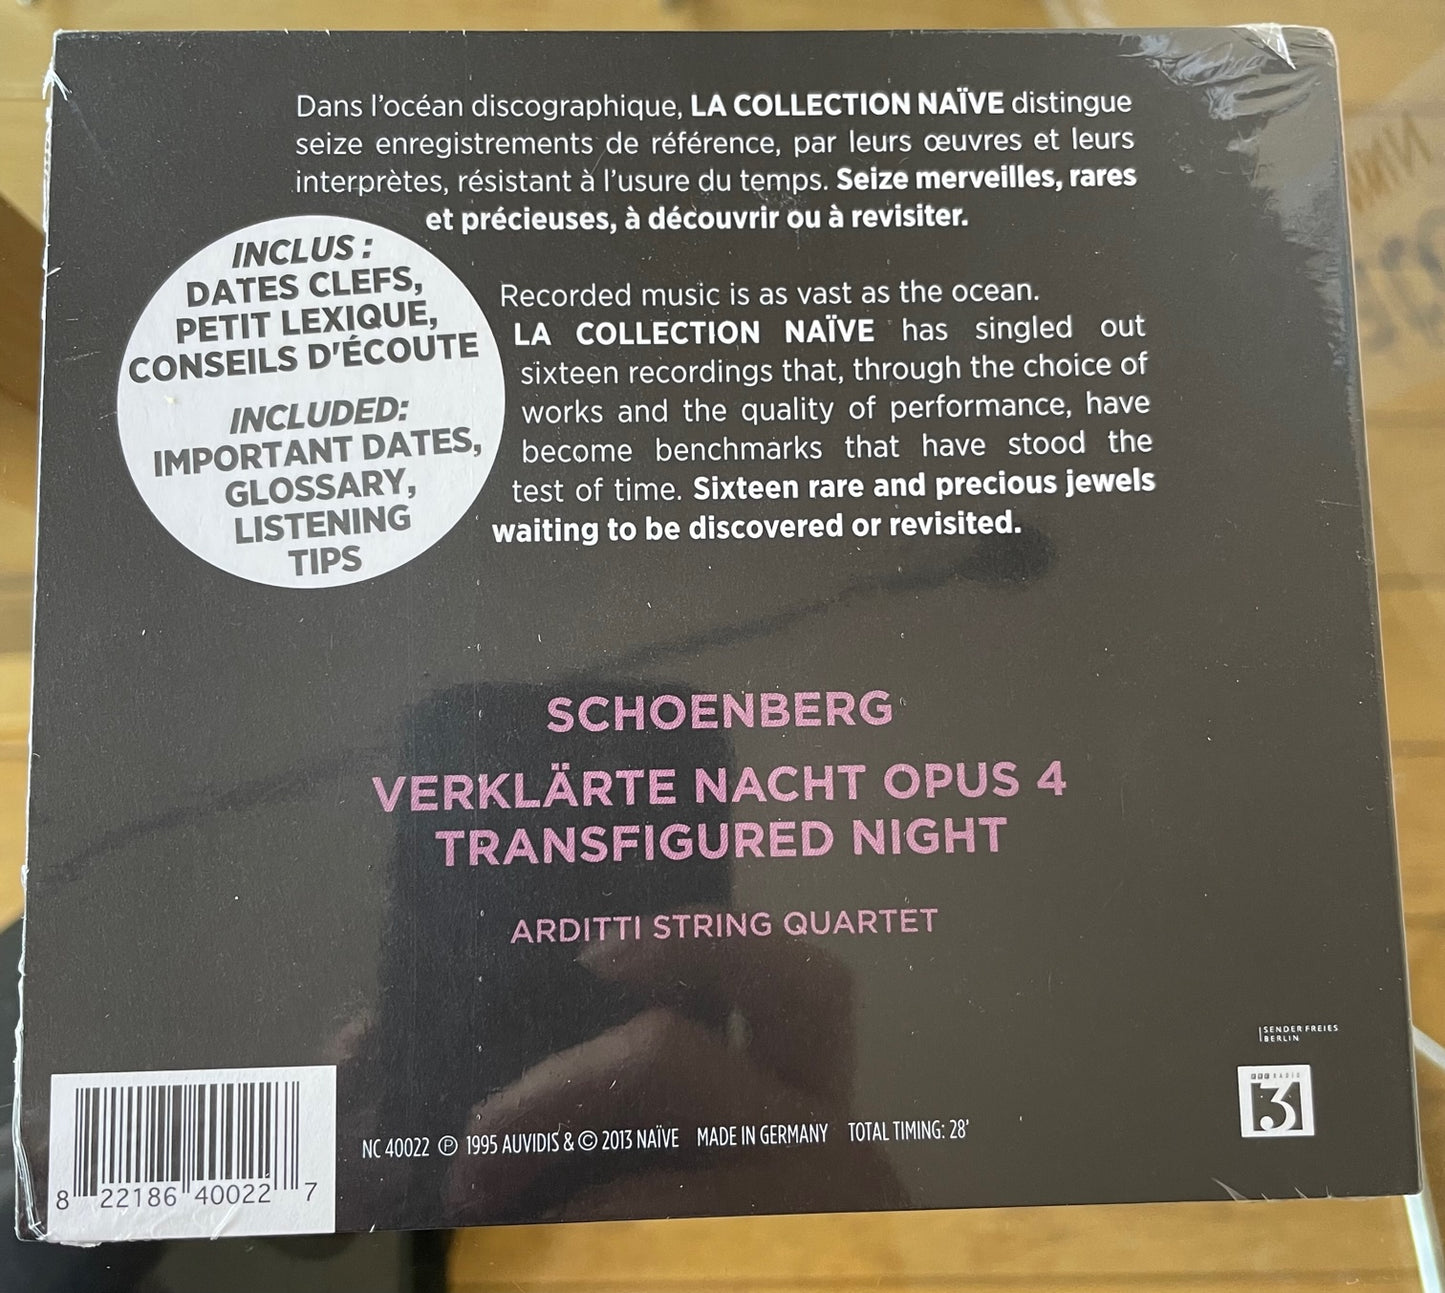 Dans l'océan discographique, LA COLLECTION NAÏVE distingue
seize enregistrements de référence, par leurs œuvres et leurs
interprètes, résistant à l'usure du temps. Seize merveilles, rares
et précieuses, à découvrir ou à revisiter.
INCLUS :
DATES CLEFS,
PETIT LEXIQUE,
CONSEILS D'ÉCOUTE
INCLUDED:
IMPORTANT DATES,
GLOSSARY,
LISTENING
TIPS
Recorded music is as vast as the ocean.
LA COLLECTION NAÏVE has singled out
sixteen recordings that, through the choice of
works and the quality of performance, have
become benchmarks that have stood the
test of time. Sixteen rare and precious jewels
waiting to be discovered or revisited.
SCHOENBERG
VERKLÄRTE NACHT OPUS 4
TRANSFIGURED NIGHT
ARDITTI STRING QUARTET
SENDER FREIES
BERLIN
BBC RADIO
3
NC 40022 ℗ 1995 AUVIDIS & © 2013 NAÏVE MADE IN GERMANY TOTAL TIMING: 28'
8 22186 40022 7